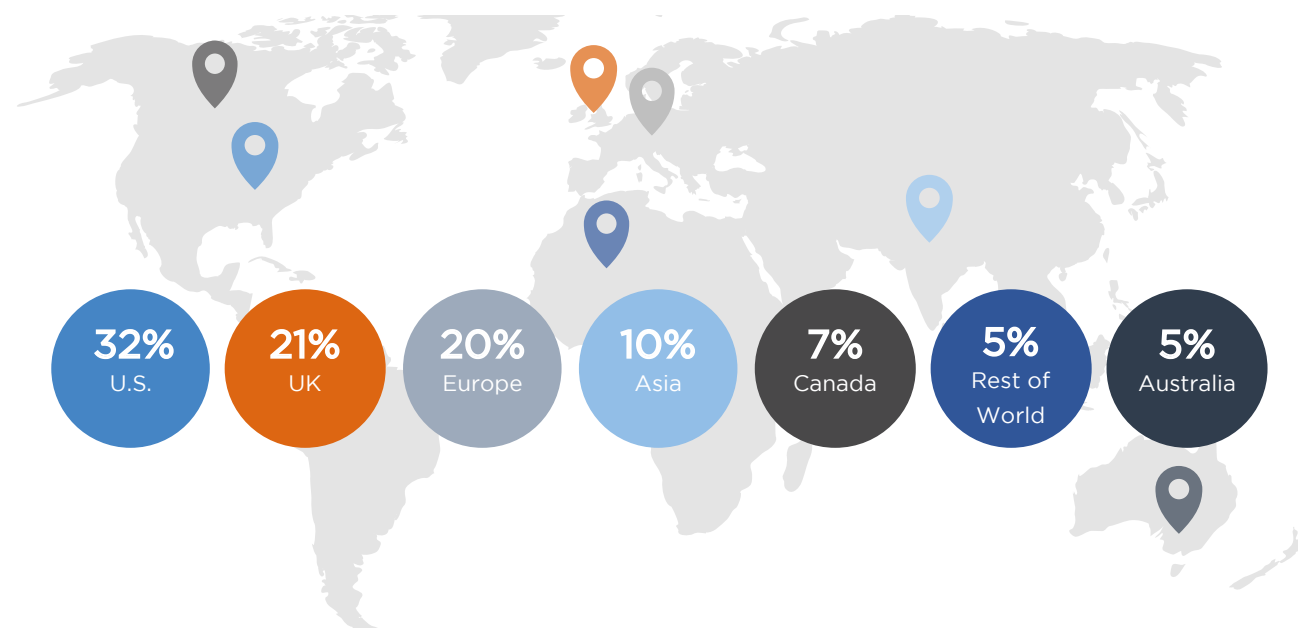 32%
U.S.
21%
UK
20%
Europe
10%
Asia
7%
Canada
5%
Rest of
World
5%
Australia